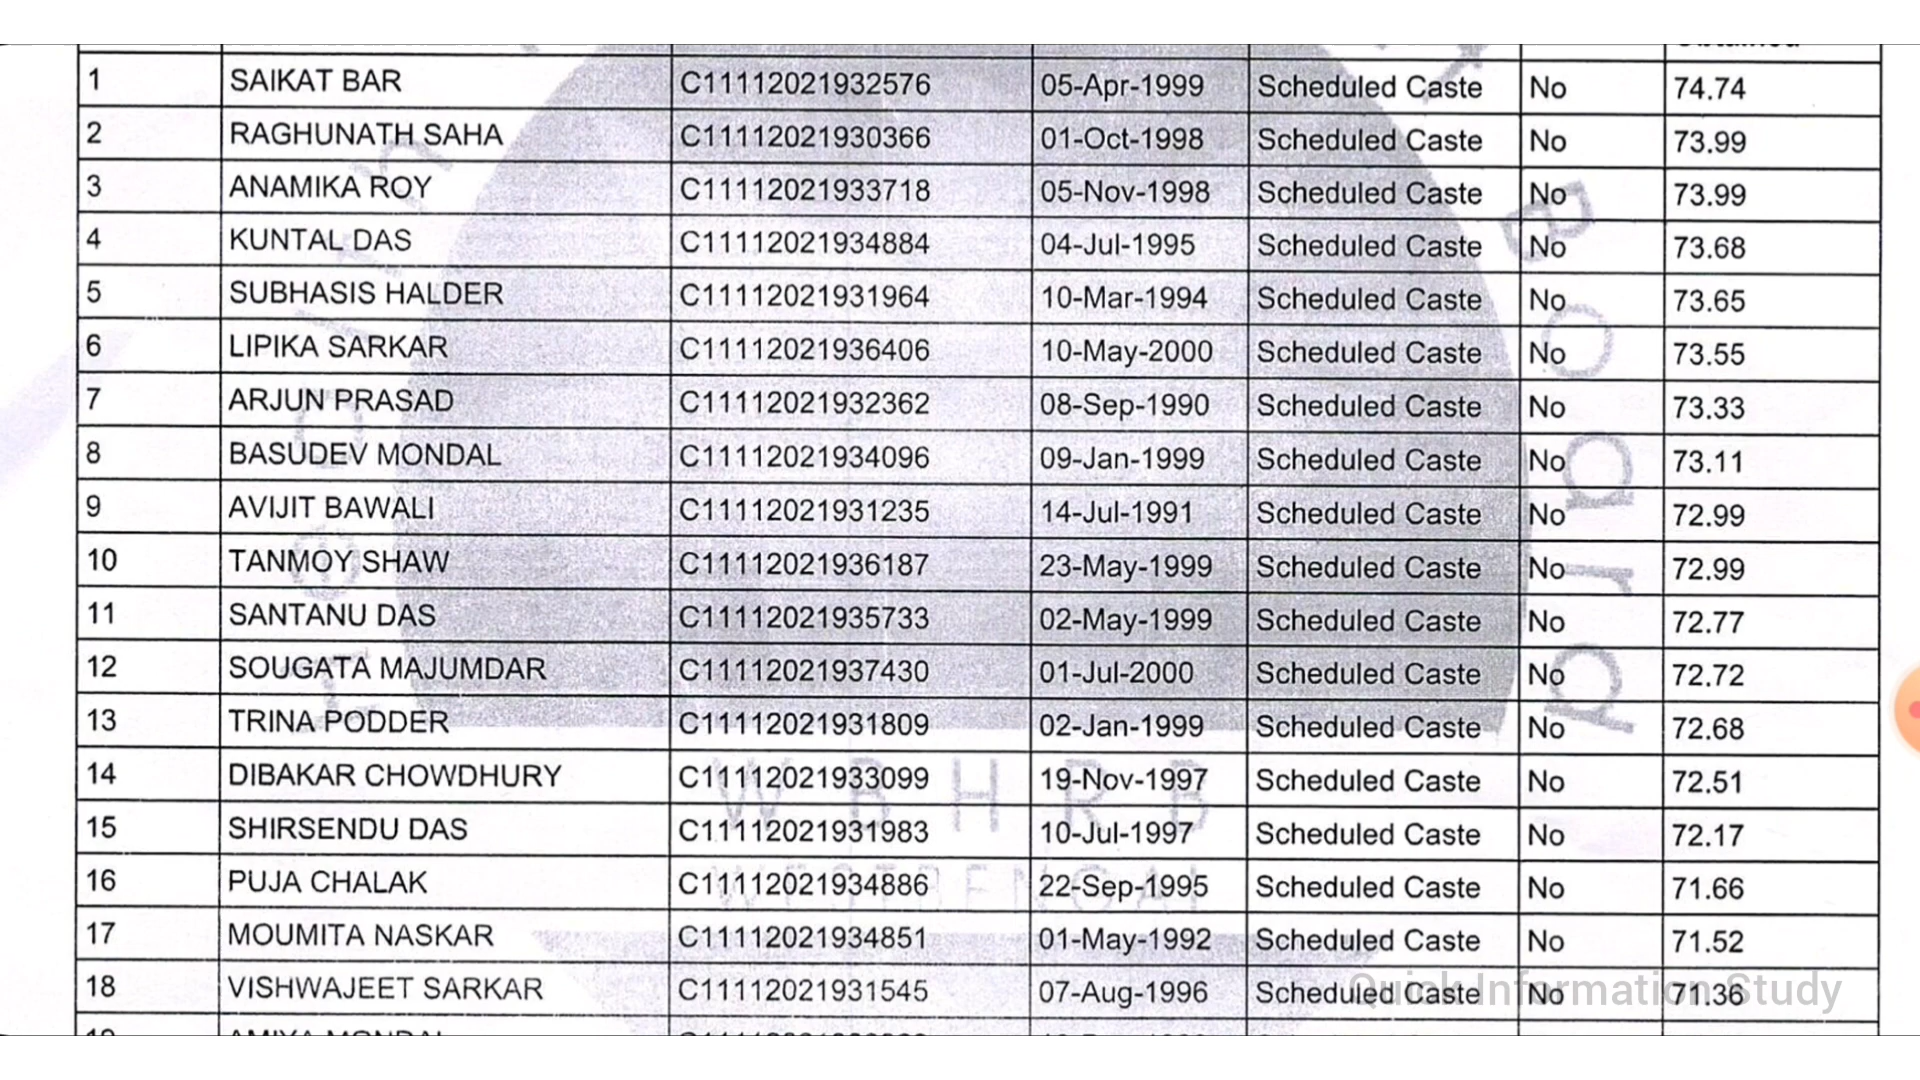 Obtained
1 SAIKAT BAR C11112021932576 05-Apr-1999 Scheduled Caste No 74.74
2 RAGHUNATH SAHA C11112021930366 01-Oct-1998 Scheduled Caste No 73.99
3 ANAMIKA ROY C11112021933718 05-Nov-1998 Scheduled Caste No 73.99
4 KUNTAL DAS C11112021934884 04-Jul-1995 Scheduled Caste No 73.68
5 SUBHASIS HALDER C11112021931964 10-Mar-1994 Scheduled Caste No 73.65
6 LIPIKA SARKAR C11112021936406 10-May-2000 Scheduled Caste No 73.55
7 ARJUN PRASAD C11112021932362 08-Sep-1990 Scheduled Caste No 73.33
8 BASUDEV MONDAL C11112021934096 09-Jan-1999 Scheduled Caste No 73.11
9 AVIJIT BAWALI C11112021931235 14-Jul-1991 Scheduled Caste No 72.99
10 TANMOY SHAW C11112021936187 23-May-1999 Scheduled Caste No 72.99
11 SANTANU DAS C11112021935733 02-May-1999 Scheduled Caste No 72.77
12 SOUGATA MAJUMDAR C11112021937430 01-Jul-2000 Scheduled Caste No 72.72
13 TRINA PODDER C11112021931809 02-Jan-1999 Scheduled Caste No 72.68
14 DIBAKAR CHOWDHURY C11112021933099 19-Nov-1997 Scheduled Caste No 72.51
15 SHIRSENDU DAS C11112021931983 10-Jul-1997 Scheduled Caste No 72.17
16 PUJA CHALAK C11112021934886 22-Sep-1995 Scheduled Caste No 71.66
17 MOUMITA NASKAR C11112021934851 01-May-1992 Scheduled Caste No 71.52
18 VISHWAJEET SARKAR C11112021931545 07-Aug-1996 Scheduled Caste No 71.36
19 AMIYA MONDAL
Board
W B H R B
WEST BENGAL
Quick Information Study